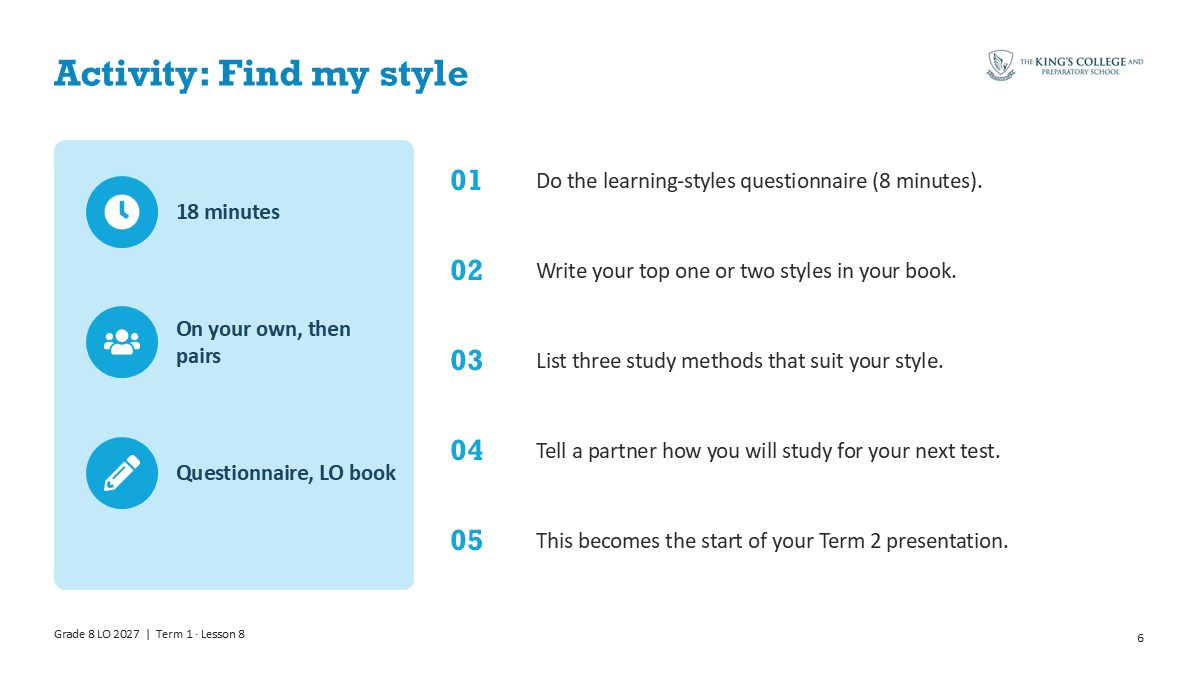 Activity: Find my style
THE KING'S COLLEGE AND
PREPARATORY SCHOOL
18 minutes
On your own, then
pairs
Questionnaire, LO book
01
Do the learning-styles questionnaire (8 minutes).
02
Write your top one or two styles in your book.
03
List three study methods that suit your style.
04
Tell a partner how you will study for your next test.
05
This becomes the start of your Term 2 presentation.
Grade 8 LO 2027 | Term 1 · Lesson 8
6